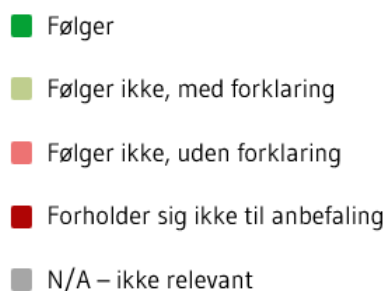 Følger
Følger ikke, med forklaring
Følger ikke, uden forklaring
Forholder sig ikke til anbefaling
N/A – ikke relevant